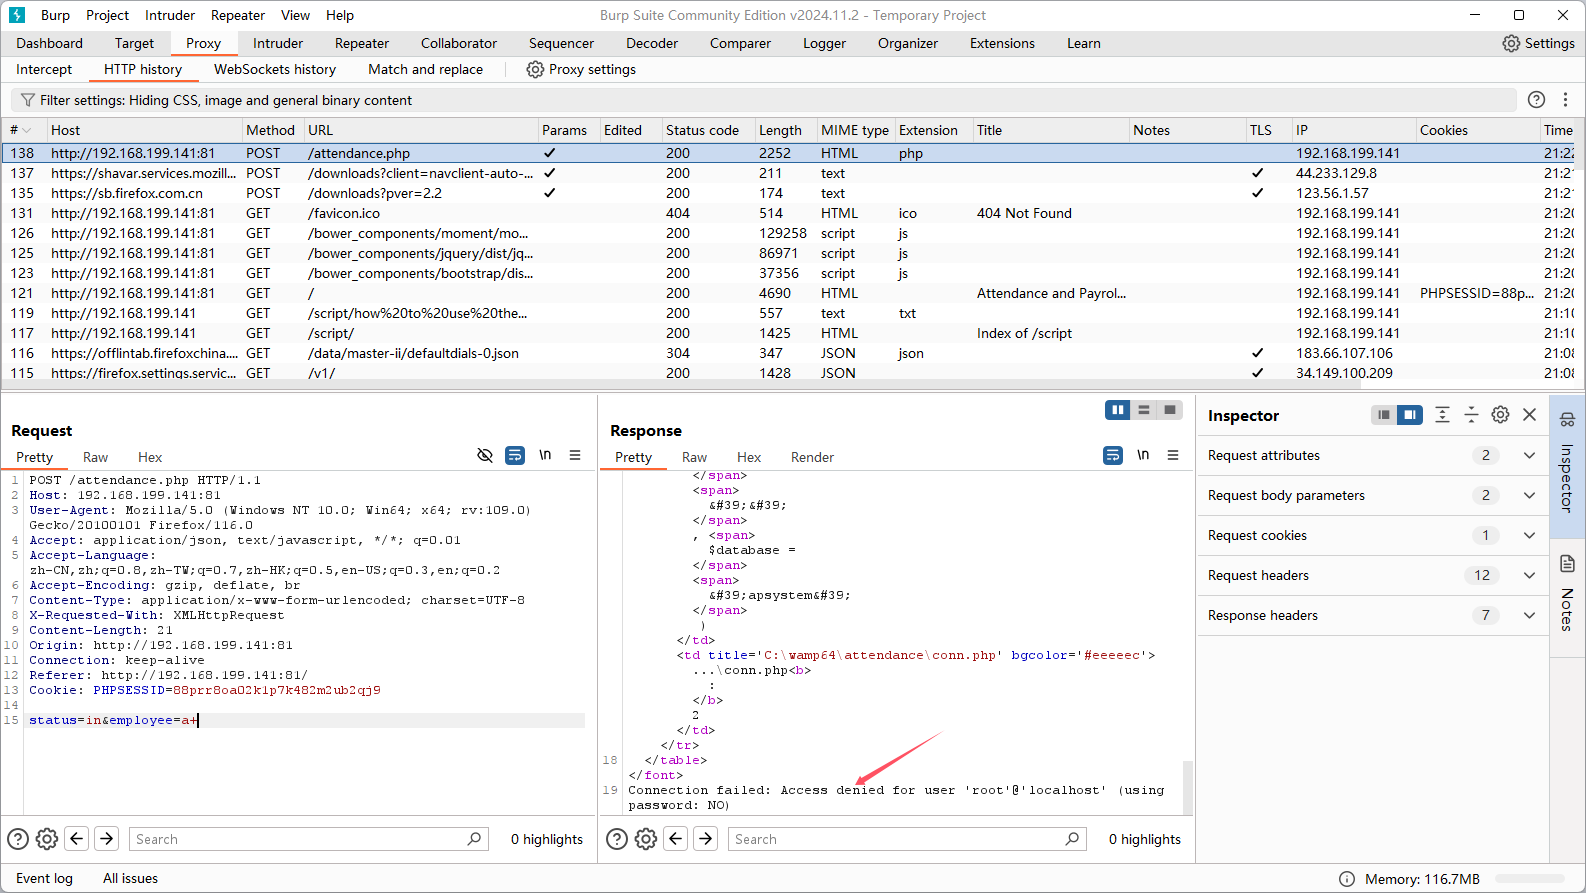 Burp Project Intruder Repeater View Help Burp Suite Community Edition v2024.11.2 - Temporary Project
Dashboard Target Proxy Intruder Repeater Collaborator Sequencer Decoder Comparer Logger Organizer Extensions Learn Settings
Intercept HTTP history WebSockets history Match and replace Proxy settings
Filter settings: Hiding CSS, image and general binary content
# Host Method URL Params Edited Status code Length MIME type Extension Title Notes TLS IP Cookies Time
138 http://192.168.199.141:81 POST /attendance.php ✓ 200 2252 HTML php 192.168.199.141 21:22
137 https://shavar.services.mozill... POST /downloads?client=navclient-auto-... ✓ 200 211 text ✓ 44.233.129.8 21:21
135 https://sb.firefox.com.cn POST /downloads?pver=2.2 ✓ 200 174 text ✓ 123.56.1.57 21:21
131 http://192.168.199.141:81 GET /favicon.ico 404 514 HTML ico 404 Not Found 192.168.199.141 21:20
126 http://192.168.199.141:81 GET /bower_components/moment/mo... 200 129258 script js 192.168.199.141 21:20
125 http://192.168.199.141:81 GET /bower_components/jquery/dist/jq... 200 86971 script js 192.168.199.141 21:20
123 http://192.168.199.141:81 GET /bower_components/bootstrap/dis... 200 37356 script js 192.168.199.141 21:20
121 http://192.168.199.141:81 GET / 200 4690 HTML Attendance and Payrol... 192.168.199.141 PHPSESSID=88p... 21:20
119 http://192.168.199.141 GET /script/how%20to%20use%20the... 200 557 text txt 192.168.199.141 21:10
117 http://192.168.199.141 GET /script/ 200 1425 HTML Index of /script 192.168.199.141 21:10
116 https://offlintab.firefoxchina.... GET /data/master-ii/defaultdials-0.json 304 347 JSON json ✓ 183.66.107.106 21:08
115 https://firefox.settings.servic... GET /v1/ 200 1428 JSON ✓ 34.149.100.209 21:08
Request
Pretty Raw Hex \n
1 POST /attendance.php HTTP/1.1
2 Host: 192.168.199.141:81
3 User-Agent: Mozilla/5.0 (Windows NT 10.0; Win64; x64; rv:109.0)
Gecko/20100101 Firefox/116.0
4 Accept: application/json, text/javascript, */*; q=0.01
5 Accept-Language:
zh-CN,zh;q=0.8,zh-TW;q=0.7,zh-HK;q=0.5,en-US;q=0.3,en;q=0.2
6 Accept-Encoding: gzip, deflate, br
7 Content-Type: application/x-www-form-urlencoded; charset=UTF-8
8 X-Requested-With: XMLHttpRequest
9 Content-Length: 21
10 Origin: http://192.168.199.141:81
11 Connection: keep-alive
12 Referer: http://192.168.199.141:81/
13 Cookie: PHPSESSID=88prr8oa02k1p7k482m2ub2qj9
14
15 status=in&employee=a+
Search 0 highlights
Response
Pretty Raw Hex Render \n
</span>
<span>
&#39;&#39;
</span>
, <span>
$database =
</span>
<span>
&#39;apsystem&#39;
</span>
)
</td>
<td title='C:\wamp64\attendance\conn.php' bgcolor='#eeeeec'>
...\conn.php<b>
:
</b>
2
</td>
</tr>
18 </table>
</font>
19 Connection failed: Access denied for user 'root'@'localhost' (using
password: NO)
Search 0 highlights
Inspector
Request attributes 2
Request body parameters 2
Request cookies 1
Request headers 12
Response headers 7
Inspector
Notes
Event log All issues Memory: 116.7MB